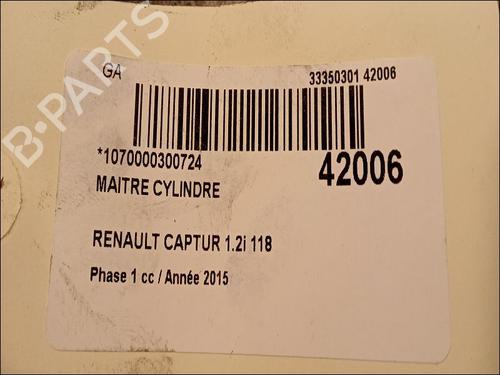 GA
33350301 42006
*1070000300724
42006
MAITRE CYLINDRE
RENAULT CAPTUR 1.2i 118
Phase 1 cc / Année 2015
B-PARTS